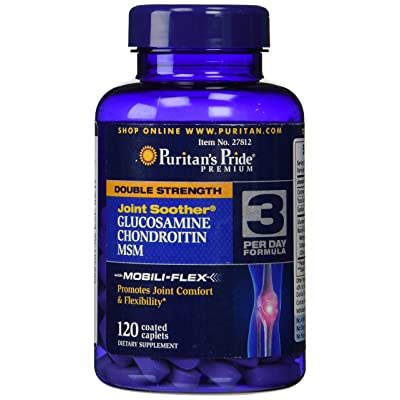 SHOP ONLINE WWW.PURITAN.COM
Item No. 27812
Puritan's Pride®
PREMIUM
DOUBLE STRENGTH
Joint Soother®
GLUCOSAMINE
CHONDROITIN
MSM
3
PER DAY
FORMULA
with MOBILI-FLEX
Promotes Joint Comfort
& Flexibility*
120 coated
caplets
DIETARY SUPPLEMENT